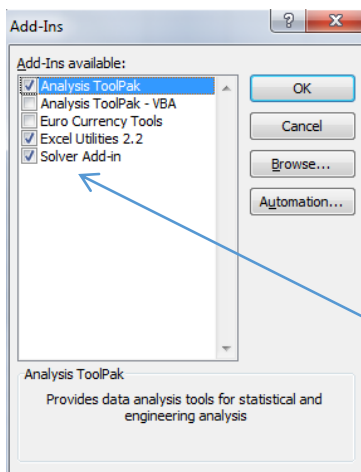 Add-Ins
?
X
Add-Ins available:
Analysis ToolPak
Analysis ToolPak - VBA
Euro Currency Tools
Excel Utilities 2.2
Solver Add-in
OK
Cancel
Browse...
Automation...
Analysis ToolPak
Provides data analysis tools for statistical and
engineering analysis